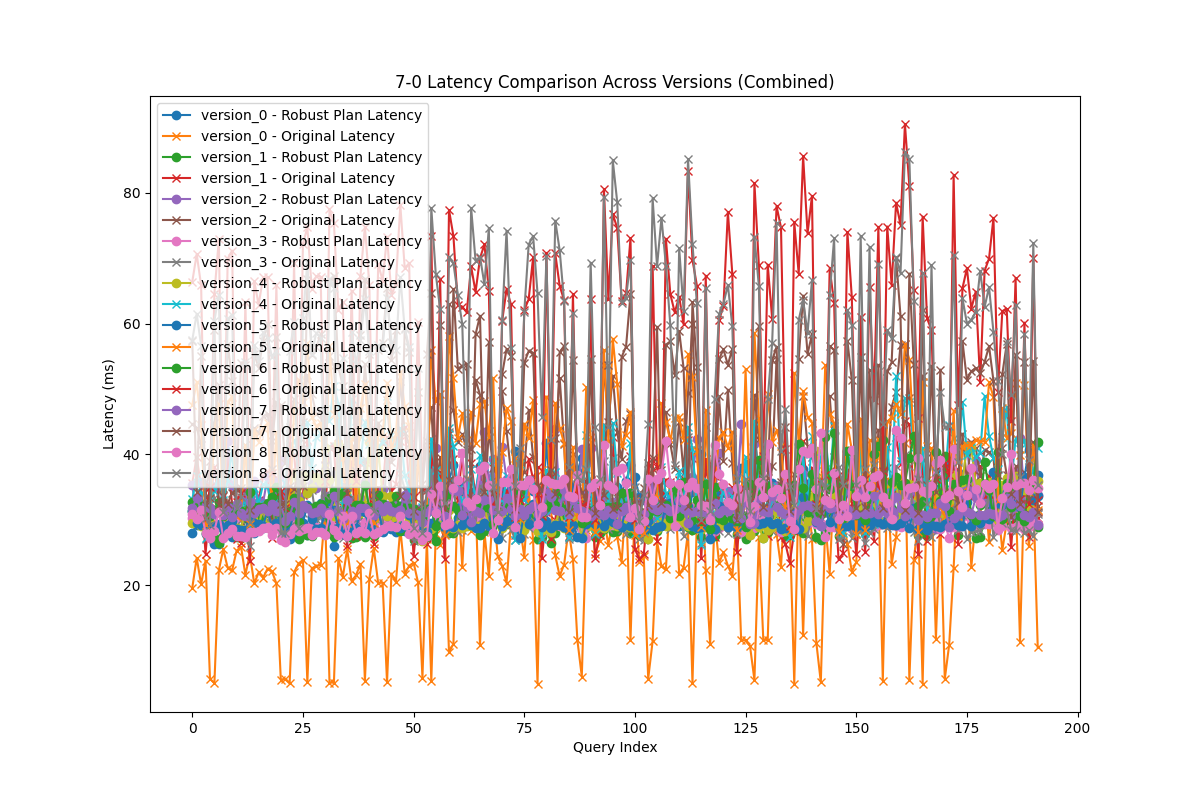 7-0 Latency Comparison Across Versions (Combined)
version_0 - Robust Plan Latency
version_0 - Original Latency
version_1 - Robust Plan Latency
version_1 - Original Latency
version_2 - Robust Plan Latency
version_2 - Original Latency
version_3 - Robust Plan Latency
version_3 - Original Latency
version_4 - Robust Plan Latency
version_4 - Original Latency
version_5 - Robust Plan Latency
version_5 - Original Latency
version_6 - Robust Plan Latency
version_6 - Original Latency
version_7 - Robust Plan Latency
version_7 - Original Latency
version_8 - Robust Plan Latency
version_8 - Original Latency
80
60
40
20
Latency (ms)
0 25 50 75 100 125 150 175 200
Query Index